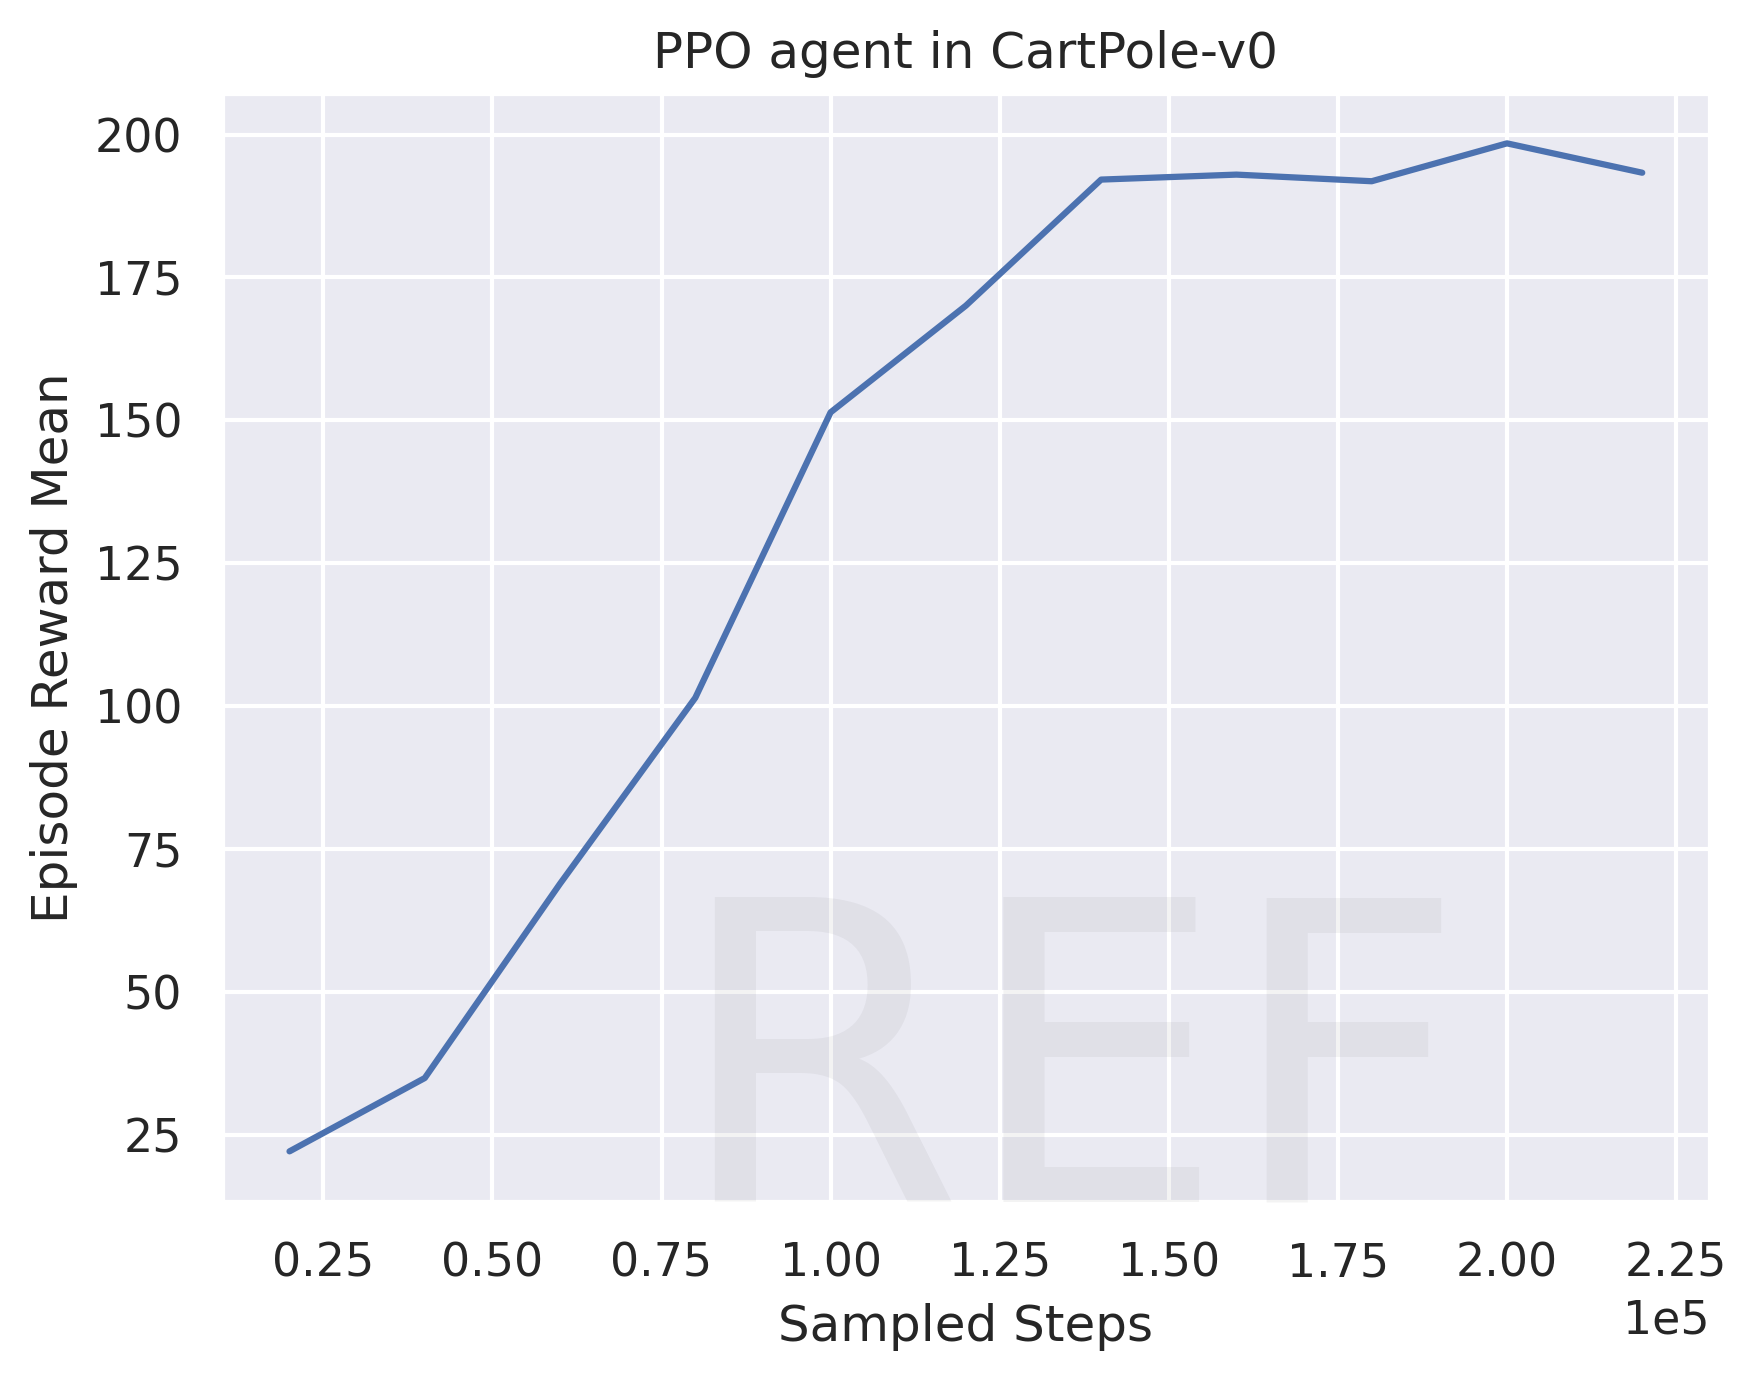 PPO agent in CartPole-v0
200
175
150
125
100
75
50
25
Episode Reward Mean
REF
0.25 0.50 0.75 1.00 1.25 1.50 1.75 2.00 2.25
1e5
Sampled Steps